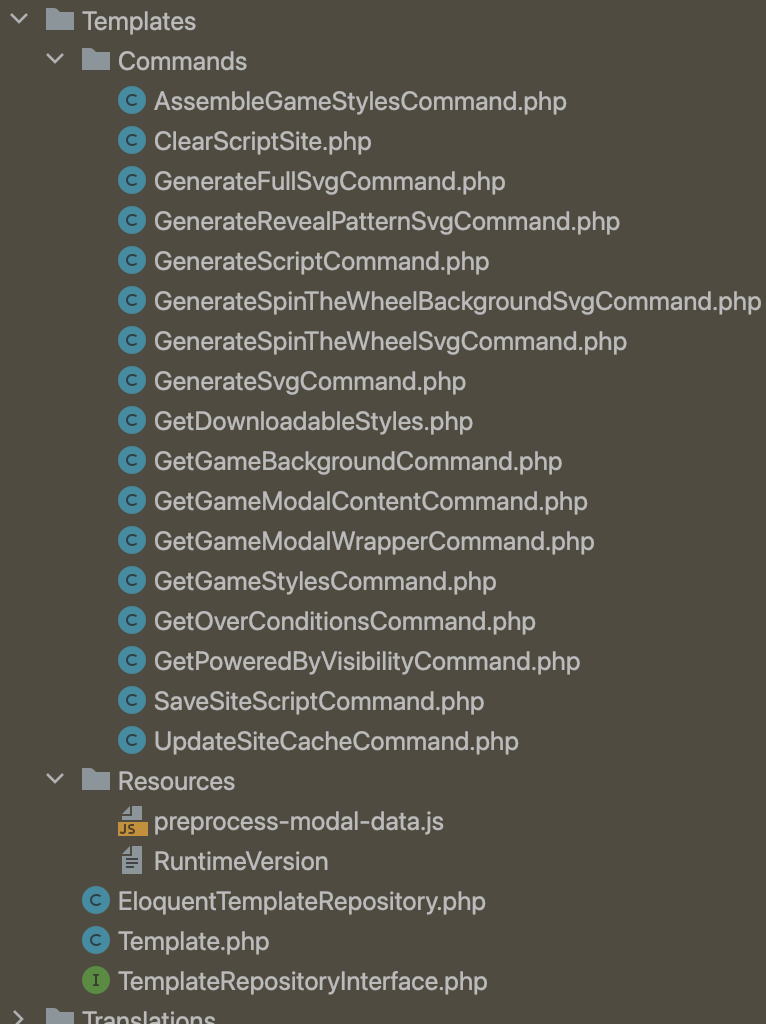 Templates
Commands
C AssembleGameStylesCommand.php
C ClearScriptSite.php
C GenerateFullSvgCommand.php
C GenerateRevealPatternSvgCommand.php
C GenerateScriptCommand.php
C GenerateSpinTheWheelBackgroundSvgCommand.php
C GenerateSpinTheWheelSvgCommand.php
C GenerateSvgCommand.php
C GetDownloadableStyles.php
C GetGameBackgroundCommand.php
C GetGameModalContentCommand.php
C GetGameModalWrapperCommand.php
C GetGameStylesCommand.php
C GetOverConditionsCommand.php
C GetPoweredByVisibilityCommand.php
C SaveSiteScriptCommand.php
C UpdateSiteCacheCommand.php
Resources
JS preprocess-modal-data.js
RuntimeVersion
C EloquentTemplateRepository.php
C Template.php
I TemplateRepositoryInterface.php
Translations